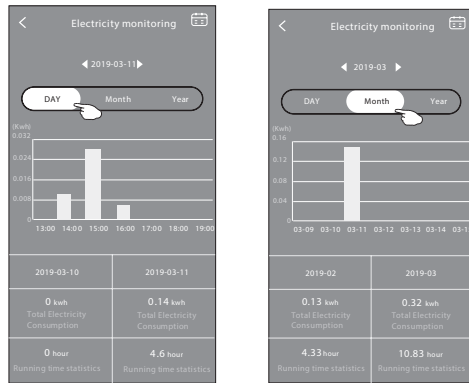 Electricity monitoring
2019-03-11
DAY Month Year
(Kwh)
0.032
0.024
0.016
0.008
0
13:00 14:00 15:00 16:00 17:00 18:00 19:00
2019-03-10 2019-03-11
0 kwh 0.14 kwh
Total Electricity Total Electricity
Consumption Consumption
0 hour 4.6 hour
Running time statistics Running time statistics
Electricity monitoring
2019-03
DAY Month Year
(Kwh)
0.16
0.12
0.08
0.04
0
03-09 03-10 03-11 03-12 03-13 03-14
2019-02 2019-03
0.13 kwh 0.32 kwh
Total Electricity Total Electricity
Consumption Consumption
4.33 hour 10.83 hour
Running time statistics Running time statistics